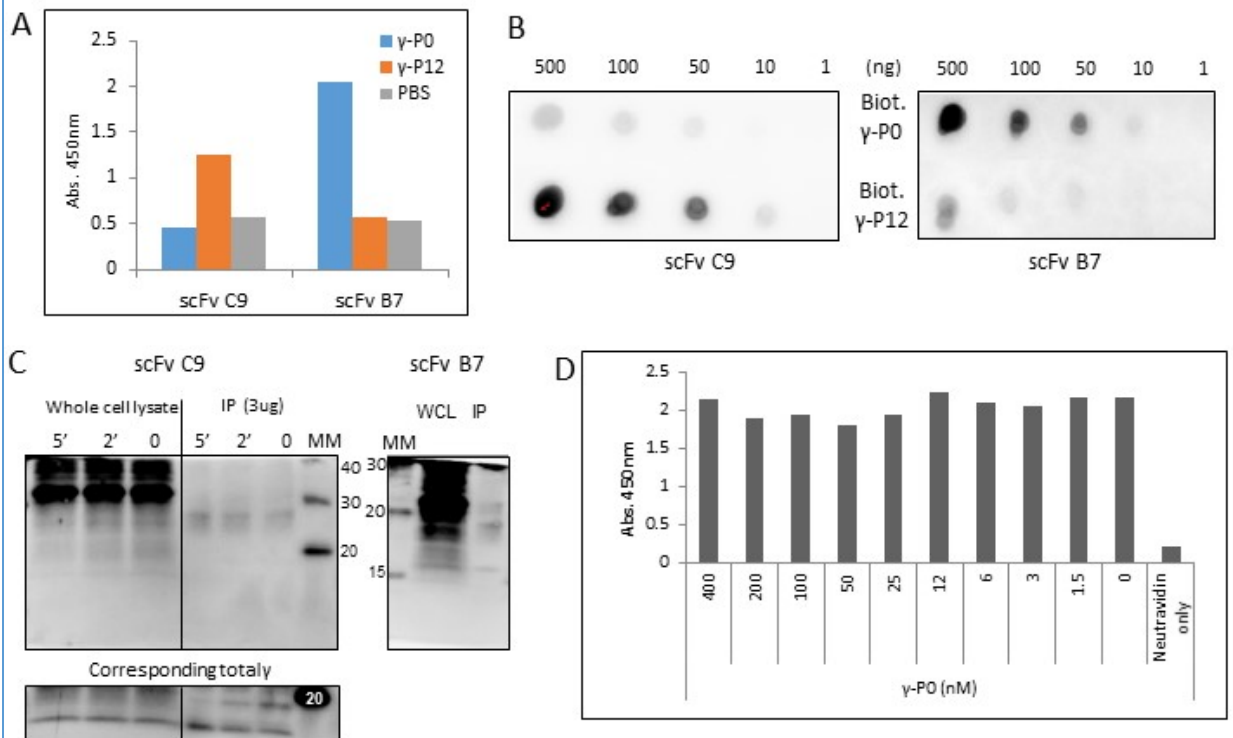 A
2.5
2
1.5
1
0.5
0
Abs. 450nm
γ-P0
γ-P12
PBS
scFv C9 scFv B7
B
500 100 50 10 1 (ng) 500 100 50 10 1
Biot.
γ-P0
Biot.
γ-P12
scFv C9 scFv B7
C
scFv C9 scFv B7
Whole cell lysate IP (3ug) WCL IP
5’ 2’ 0 5’ 2’ 0 MM MM
40 30
30
20
20
15
Corresponding totaly
20
D
2.5
2
1.5
1
0.5
0
Abs. 450nm
400 200 100 50 25 12 6 3 1.5 0 Neutravidin
only
γ-P0 (nM)